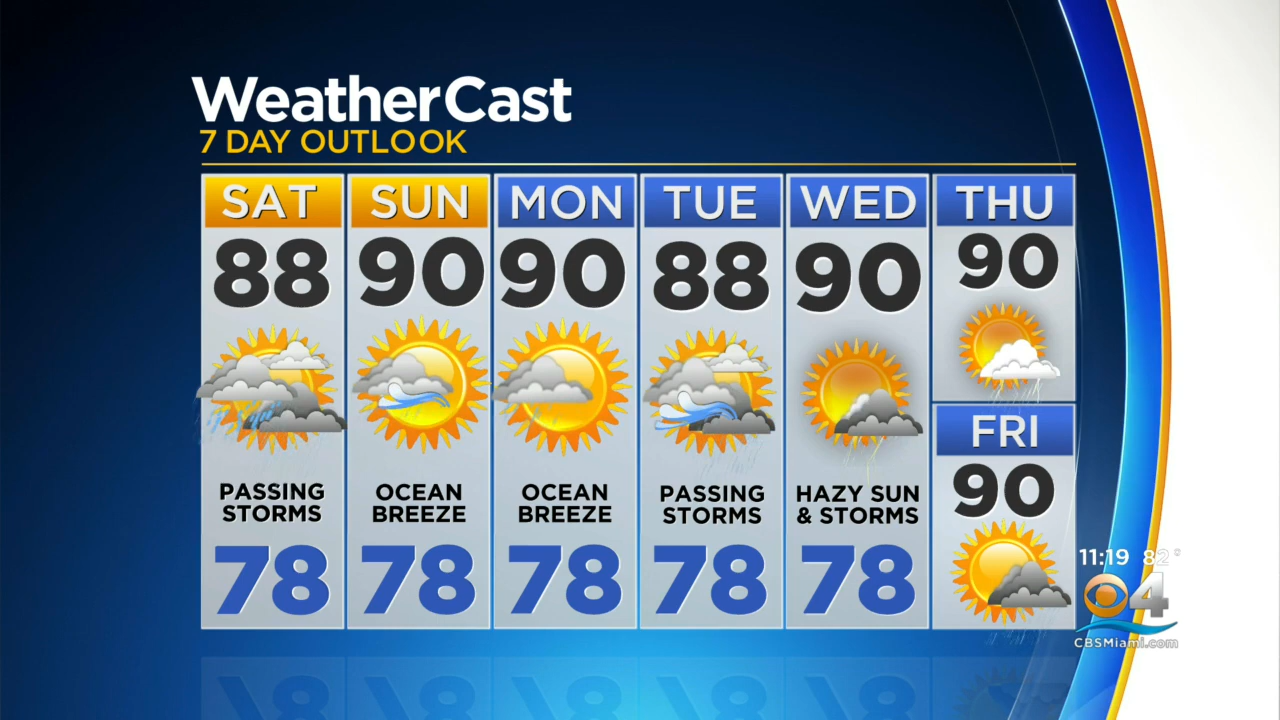 WeatherCast
7 DAY OUTLOOK
SAT
88
PASSING
STORMS
78
SUN
90
OCEAN
BREEZE
78
MON
90
OCEAN
BREEZE
78
TUE
88
PASSING
STORMS
78
WED
90
HAZY SUN
& STORMS
78
THU
90
FRI
90
11:19 82°
4
CBSMiami.com